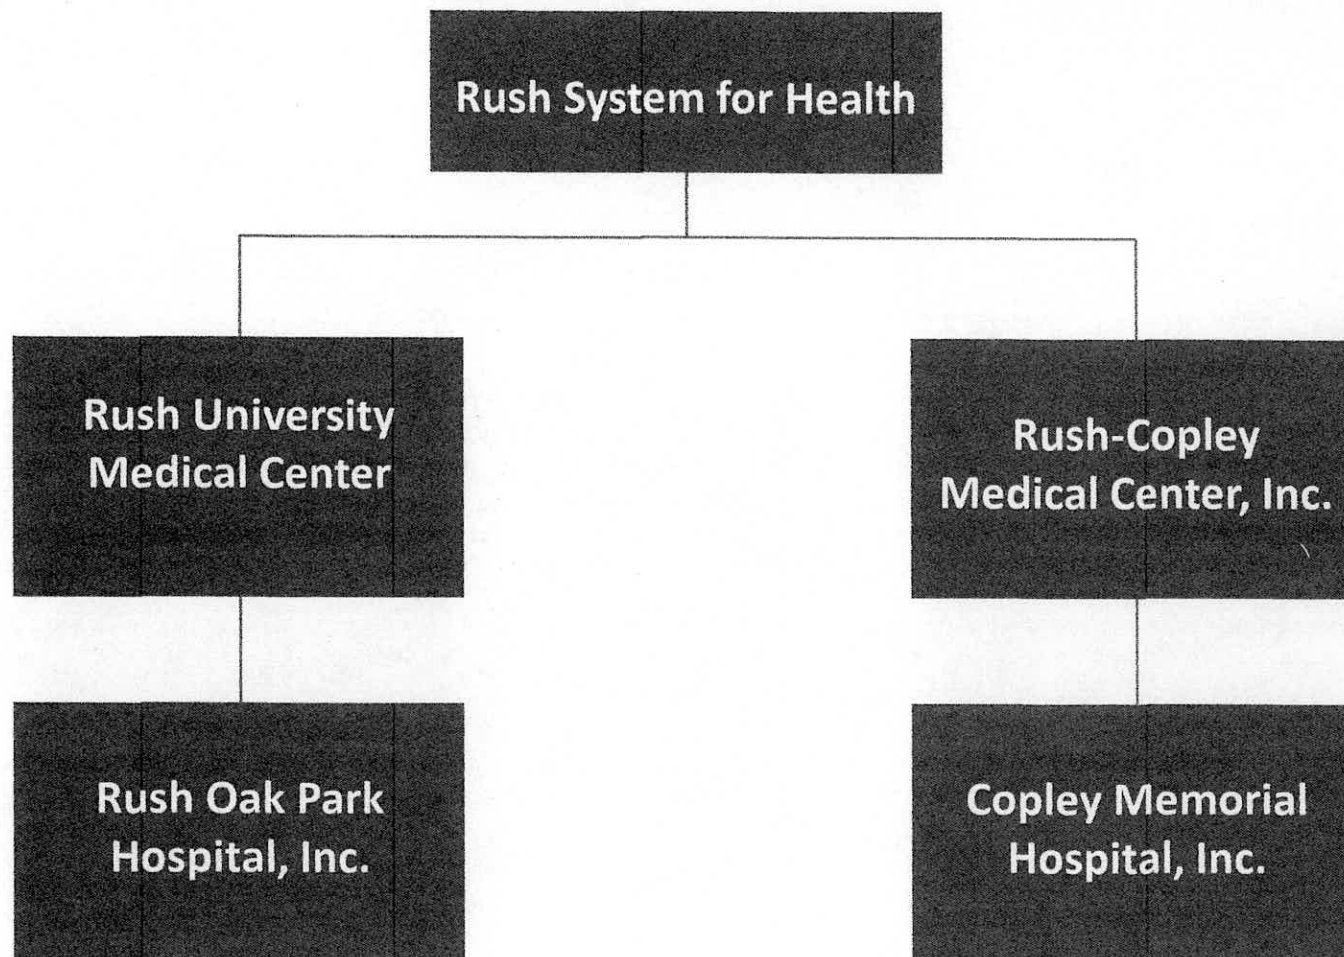 Rush System for Health
Rush University
Medical Center
Rush-Copley
Medical Center, Inc.
Rush Oak Park
Hospital, Inc.
Copley Memorial
Hospital, Inc.